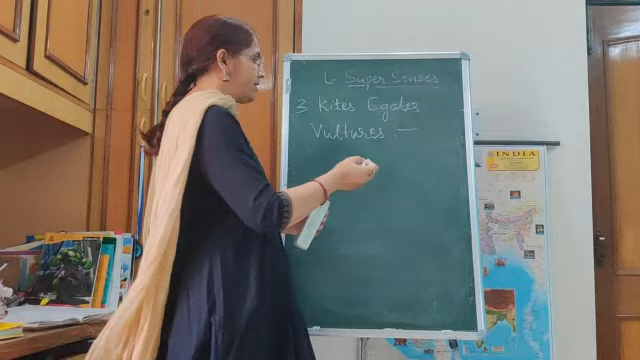 L. Super Senses
3 Kites Egales
Vultures :—
INDIA